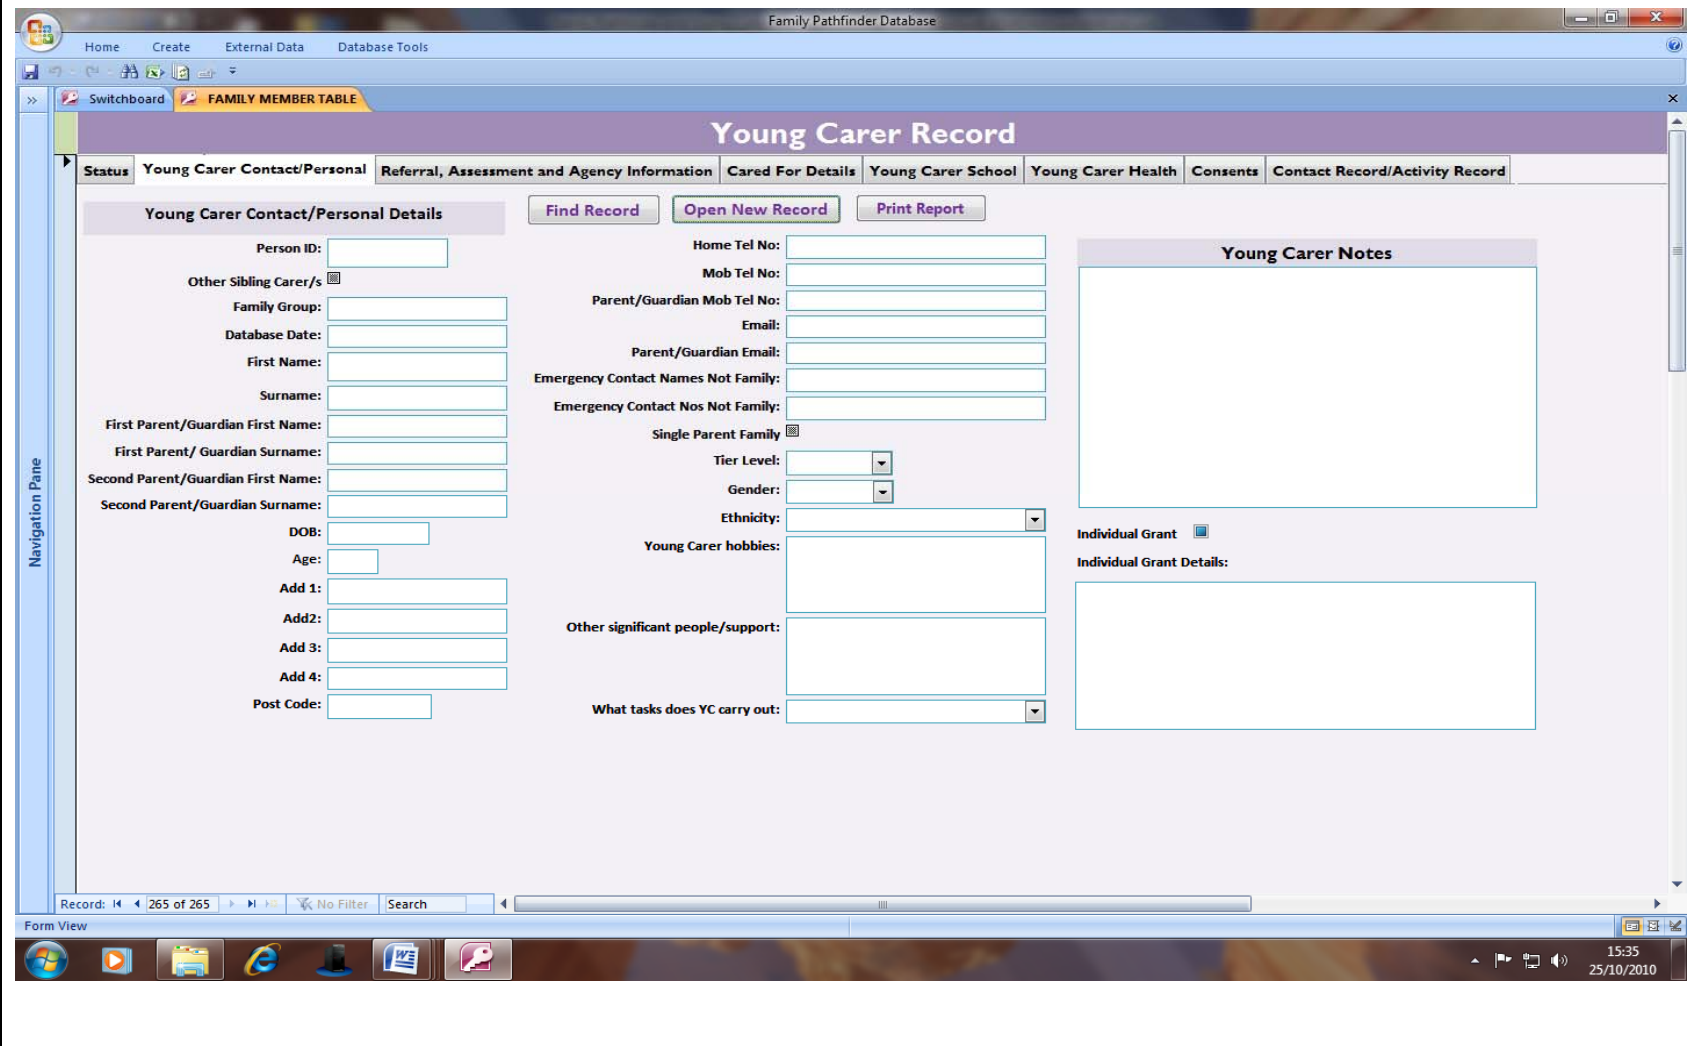 Family Pathfinder Database
Home Create External Data Database Tools
Switchboard FAMILY MEMBER TABLE
Young Carer Record
Status Young Carer Contact/Personal Referral, Assessment and Agency Information Cared For Details Young Carer School Young Carer Health Consents Contact Record/Activity Record
Young Carer Contact/Personal Details
Find Record Open New Record Print Report
Person ID:
Other Sibling Carer/s
Family Group:
Database Date:
First Name:
Surname:
First Parent/Guardian First Name:
First Parent/ Guardian Surname:
Second Parent/Guardian First Name:
Second Parent/Guardian Surname:
DOB:
Age:
Add 1:
Add2:
Add 3:
Add 4:
Post Code:
Home Tel No:
Mob Tel No:
Parent/Guardian Mob Tel No:
Email:
Parent/Guardian Email:
Emergency Contact Names Not Family:
Emergency Contact Nos Not Family:
Single Parent Family
Tier Level:
Gender:
Ethnicity:
Young Carer hobbies:
Other significant people/support:
What tasks does YC carry out:
Young Carer Notes
Individual Grant
Individual Grant Details:
Navigation Pane
Record: 265 of 265 No Filter Search
Form View
15:35
25/10/2010